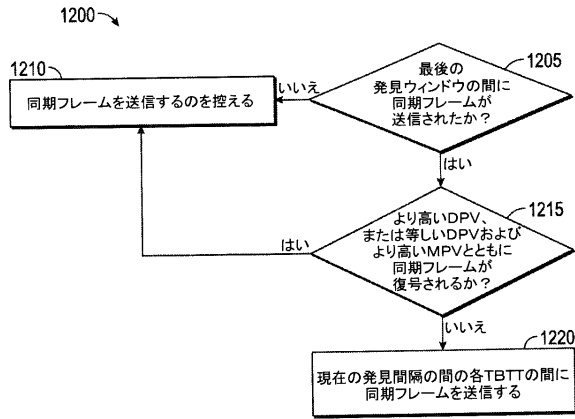 1200
1210
同期フレームを送信するのを控える
いいえ
1205
最後の
発見ウィンドウの間に
同期フレームが
送信されたか？
はい
1215
より高いDPV、
または等しいDPVおよび
より高いMPVとともに
同期フレームが
復号されるか？
はい
いいえ
1220
現在の発見間隔の間の各TBTTの間に
同期フレームを送信する